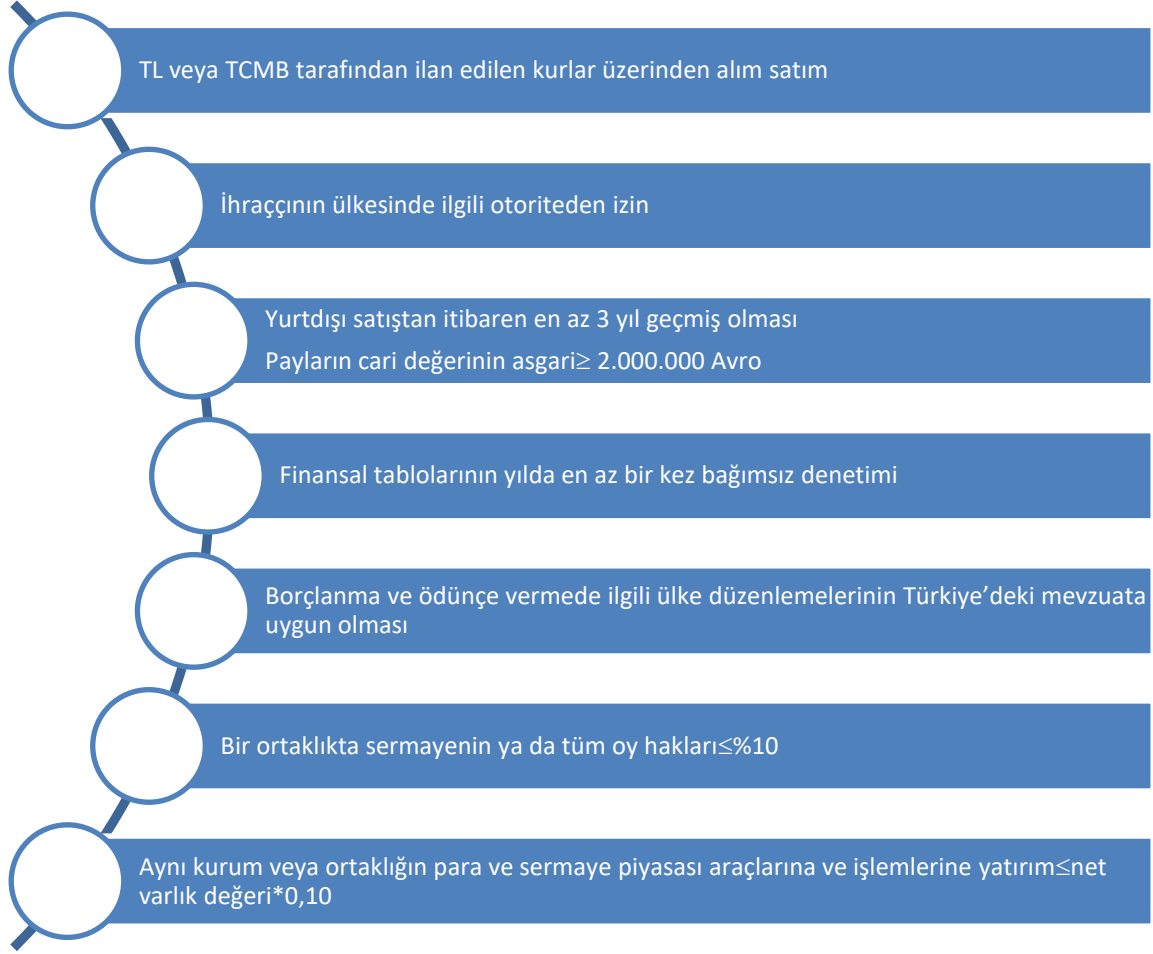 TL veya TCMB tarafından ilan edilen kurlar üzerinden alım satım
İhraççının ülkesinde ilgili otoriteden izin
Yurtdışı satıştan itibaren en az 3 yıl geçmiş olması
Payların cari değerinin asgari≥ 2.000.000 Avro
Finansal tablolarının yılda en az bir kez bağımsız denetimi
Borçlanma ve ödünçe vermede ilgili ülke düzenlemelerinin Türkiye’deki mevzuata
uygun olması
Bir ortaklıkta sermayenin ya da tüm oy hakları≤%10
Aynı kurum veya ortaklığın para ve sermaye piyasası araçlarına ve işlemlerine yatırım≤net
varlık değeri*0,10